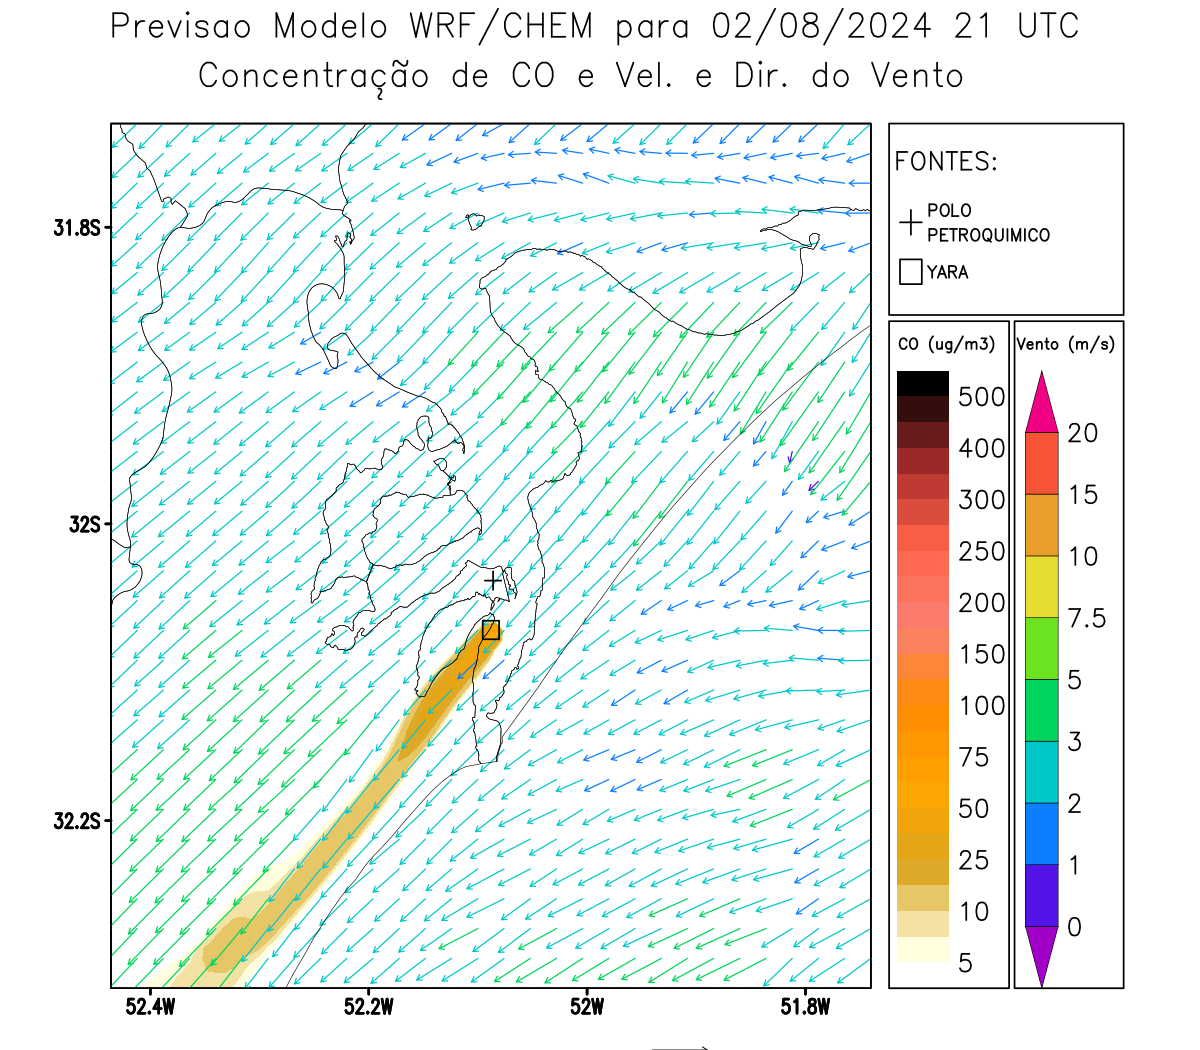 Previsao Modelo WRF/CHEM para 02/08/2024 21 UTC
Concentração de CO e Vel. e Dir. do Vento
FONTES:
POLO
PETROQUIMICO
YARA
CO (ug/m3)
500
400
300
250
200
150
100
75
50
25
10
5
Vento (m/s)
20
15
10
7.5
5
3
2
1
0
31.8S
32S
32.2S
52.4W
52.2W
52W
51.8W